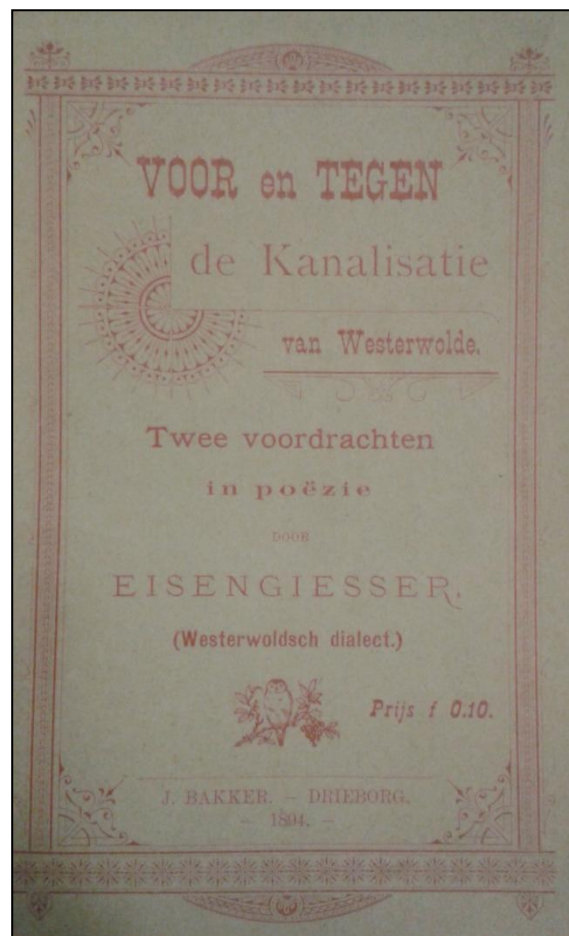 VOOR en TEGEN
de Kanalisatie
van Westerwolde.
Twee voordrachten
in poëzie
DOOR
EISENGIESSER.
(Westerwoldsch dialect.)
Prijs f 0.10.
J. BAKKER. – DRIEBORG.
– 1894. –